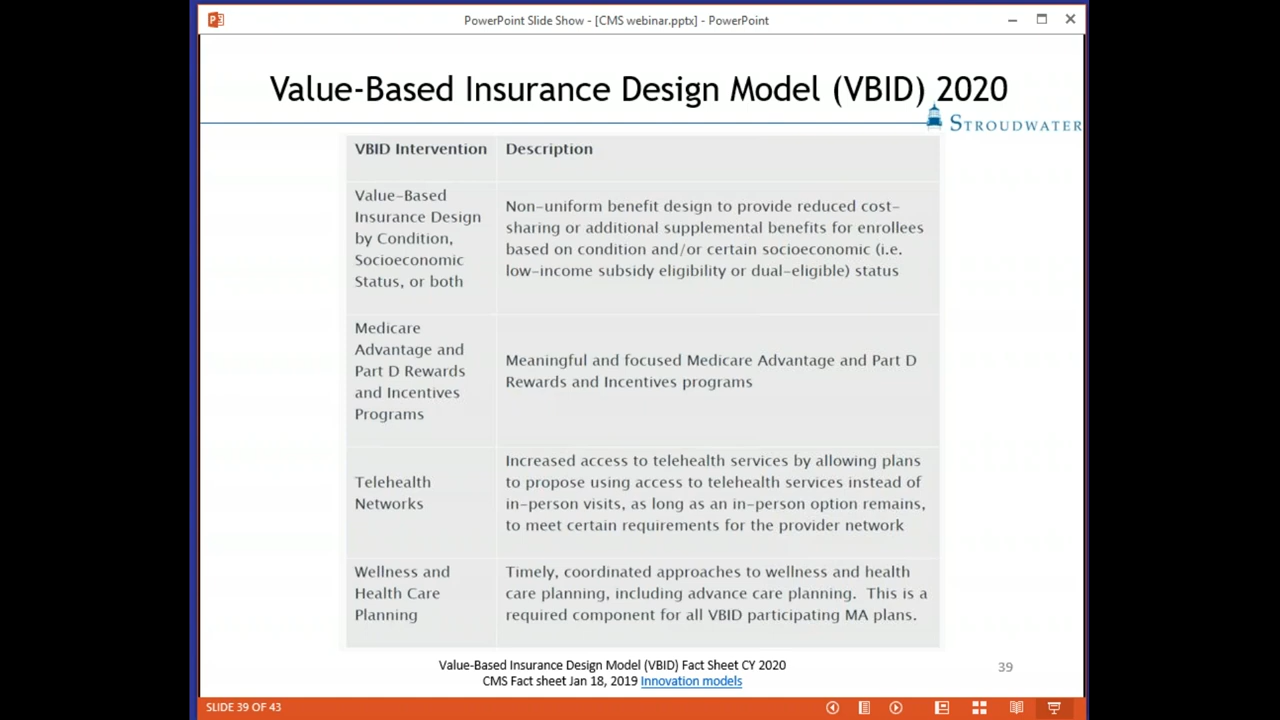 PowerPoint Slide Show - [CMS webinar.pptx] - PowerPoint
Value-Based Insurance Design Model (VBID) 2020
STROUDWATER
VBID Intervention
Description
Value-Based
Insurance Design
by Condition,
Socioeconomic
Status, or both
Non-uniform benefit design to provide reduced cost-
sharing or additional supplemental benefits for enrollees
based on condition and/or certain socioeconomic (i.e.
low-income subsidy eligibility or dual-eligible) status
Medicare
Advantage and
Part D Rewards
and Incentives
Programs
Meaningful and focused Medicare Advantage and Part D
Rewards and Incentives programs
Telehealth
Networks
Increased access to telehealth services by allowing plans
to propose using access to telehealth services instead of
in-person visits, as long as an in-person option remains,
to meet certain requirements for the provider network
Wellness and
Health Care
Planning
Timely, coordinated approaches to wellness and health
care planning, including advance care planning.  This is a
required component for all VBID participating MA plans.
Value-Based Insurance Design Model (VBID) Fact Sheet CY 2020
CMS Fact sheet Jan 18, 2019 Innovation models
39
SLIDE 39 OF 43